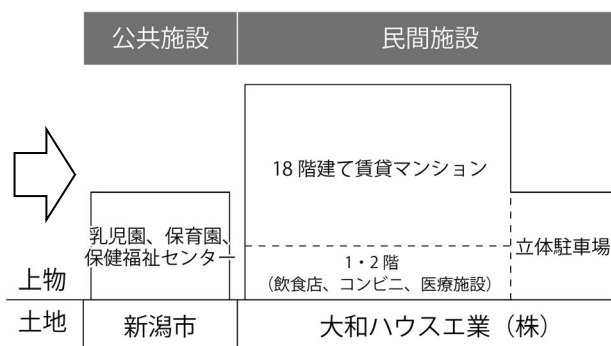 公共施設
民間施設
18 階建て賃貸マンション
乳児園、保育園、
保健福祉センター
1・2 階
(飲食店、コンビニ、医療施設)
立体駐車場
上物
土地
新潟市
大和ハウス工業（株）